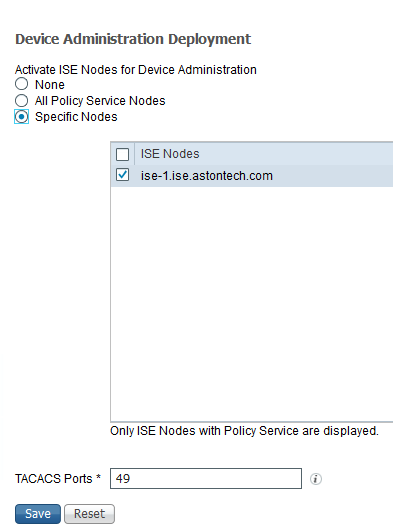 Device Administration Deployment
Activate ISE Nodes for Device Administration
None
All Policy Service Nodes
Specific Nodes
ISE Nodes
ise-1.ise.astontech.com
Only ISE Nodes with Policy Service are displayed.
TACACS Ports * 49 i
Save Reset